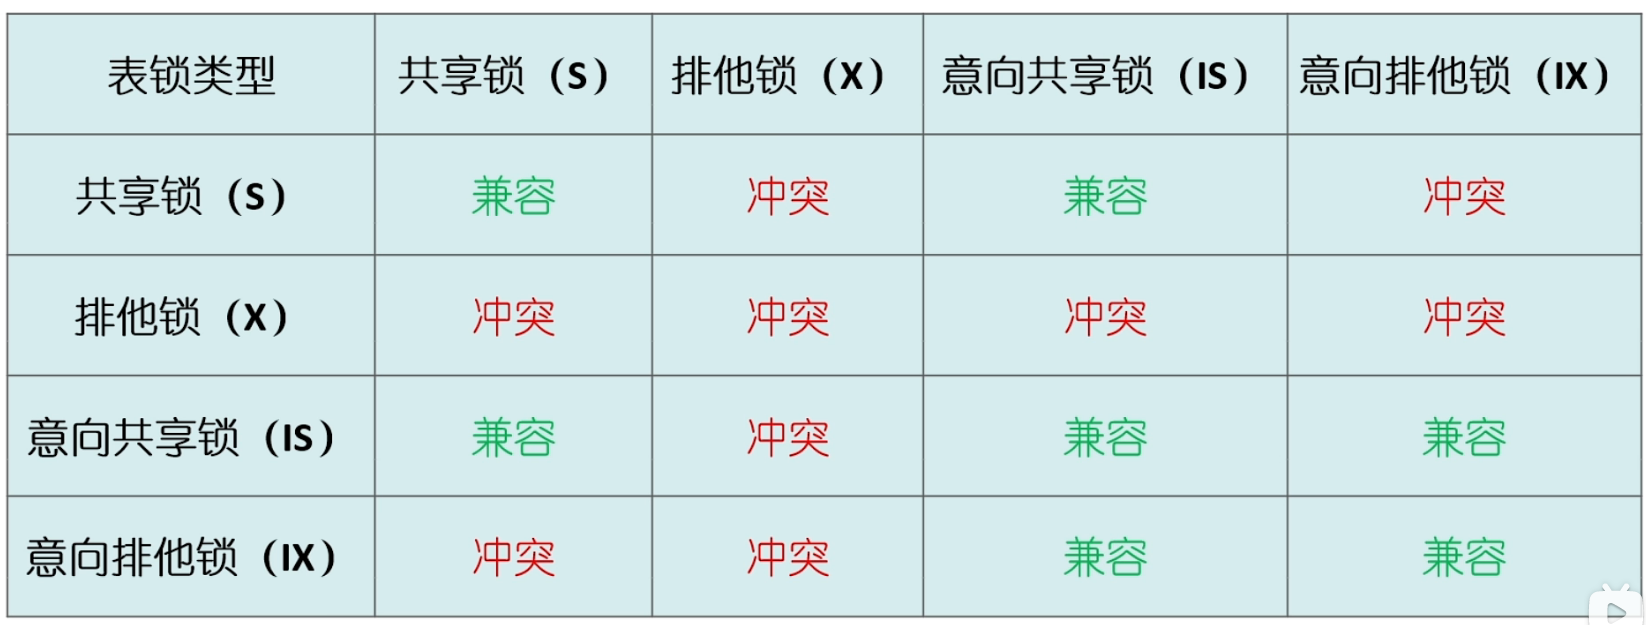 表锁类型 共享锁（S） 排他锁（X） 意向共享锁（IS） 意向排他锁（IX）
共享锁（S） 兼容 冲突 兼容 冲突
排他锁（X） 冲突 冲突 冲突 冲突
意向共享锁（IS） 兼容 冲突 兼容 兼容
意向排他锁（IX） 冲突 冲突 兼容 兼容